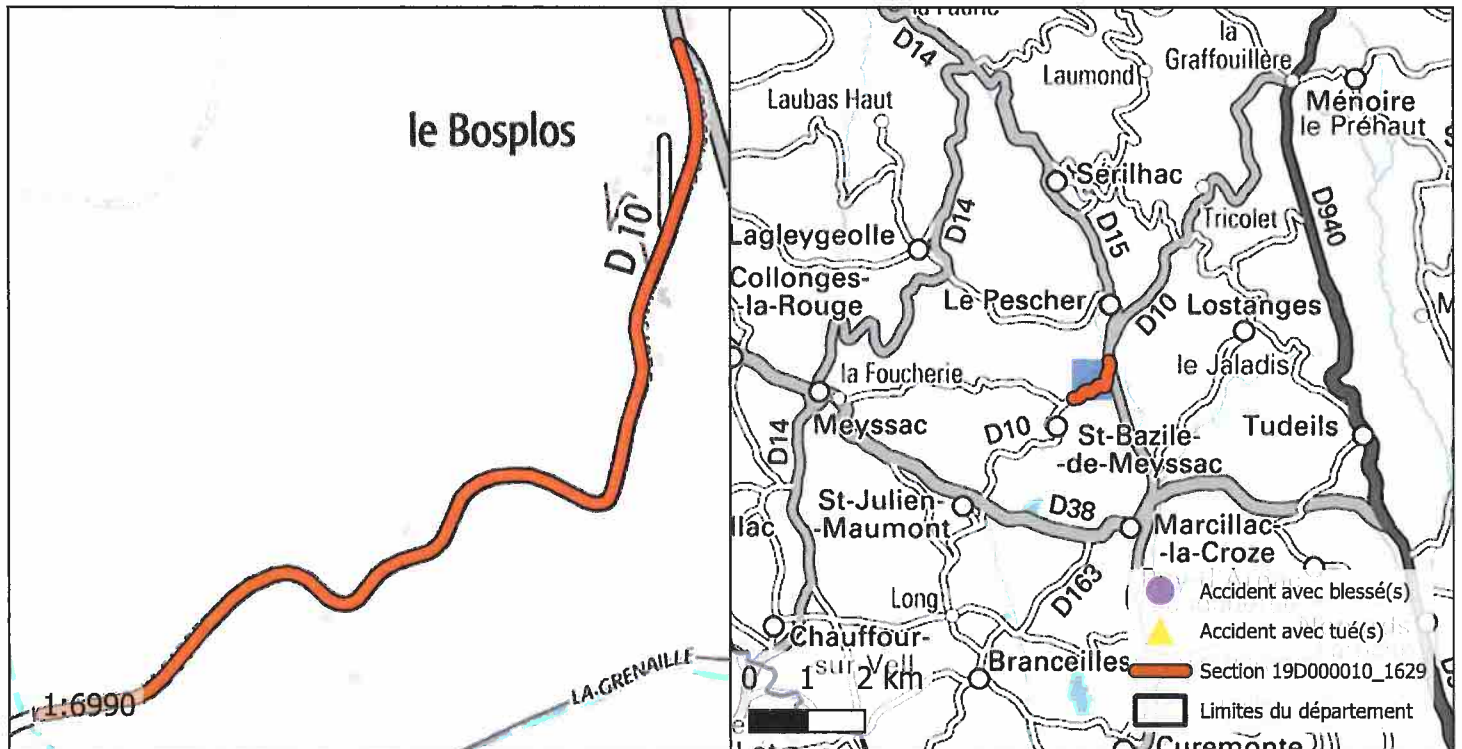 le Bosplos
D 10
1:6990
LA GRENAILLE
D14
la
Graffouillère
Laumond
Laubas Haut
Ménoire
le Préhaut
Sérilhac
Tricolet
D940
D14
D15
Lagleygeolle
Collonges-
-la-Rouge
Le Pescher
D10
Lostanges
la Foucherie
le Jaladis
Meyssac
D14
D10
St-Bazile-
-de-Meyssac
Tudeils
St-Julien-
-Maumont
D38
Marcillac-
-la-Croze
D163
Long
Chauffour-
-sur-Vell
Branceilles
0 1 2 km
Accident avec blessé(s)
Accident avec tué(s)
Section 19D000010_1629
Limites du département
Curemonte